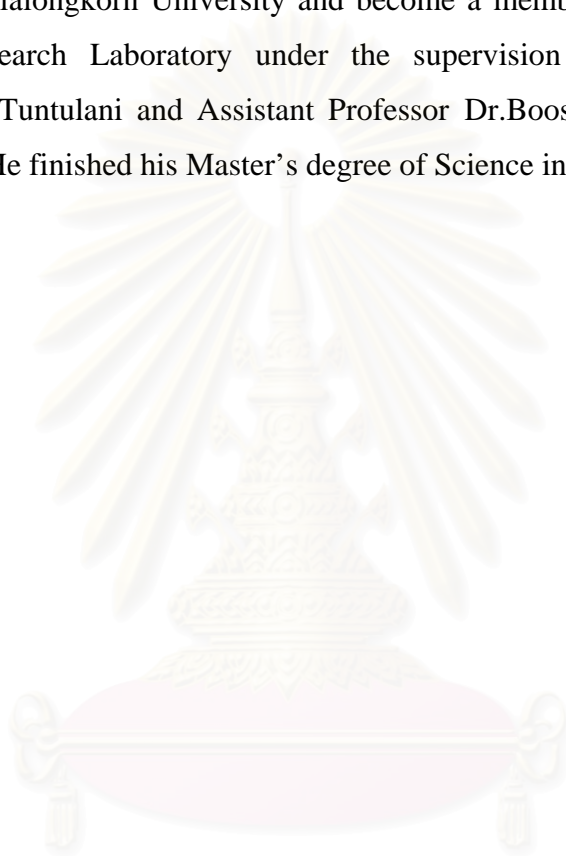 alongkorn University and become a memb
earch Laboratory under the supervision
Tuntulani and Assistant Professor Dr.Boos
He finished his Master’s degree of Science in